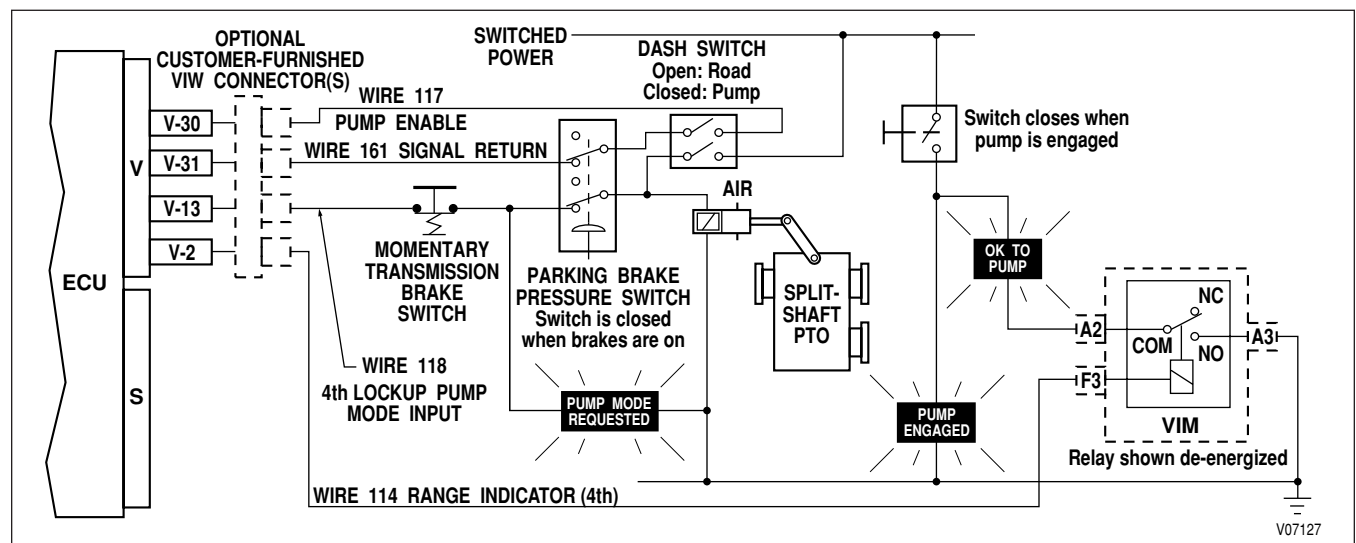 OPTIONAL
CUSTOMER-FURNISHED
VIW CONNECTOR(S)
SWITCHED
POWER
DASH SWITCH
Open: Road
Closed: Pump
WIRE 117
PUMP ENABLE
WIRE 161 SIGNAL RETURN
Switch closes when
pump is engaged
ECU
V
S
V-30
V-31
V-13
V-2
MOMENTARY
TRANSMISSION
BRAKE
SWITCH
PARKING BRAKE
PRESSURE SWITCH
Switch is closed
when brakes are on
AIR
SPLIT-
SHAFT
PTO
OK TO
PUMP
WIRE 118
4th LOCKUP PUMP
MODE INPUT
PUMP MODE
REQUESTED
PUMP
ENGAGED
A2
COM
NC
NO
A3
F3
VIM
Relay shown de-energized
WIRE 114 RANGE INDICATOR (4th)
V07127